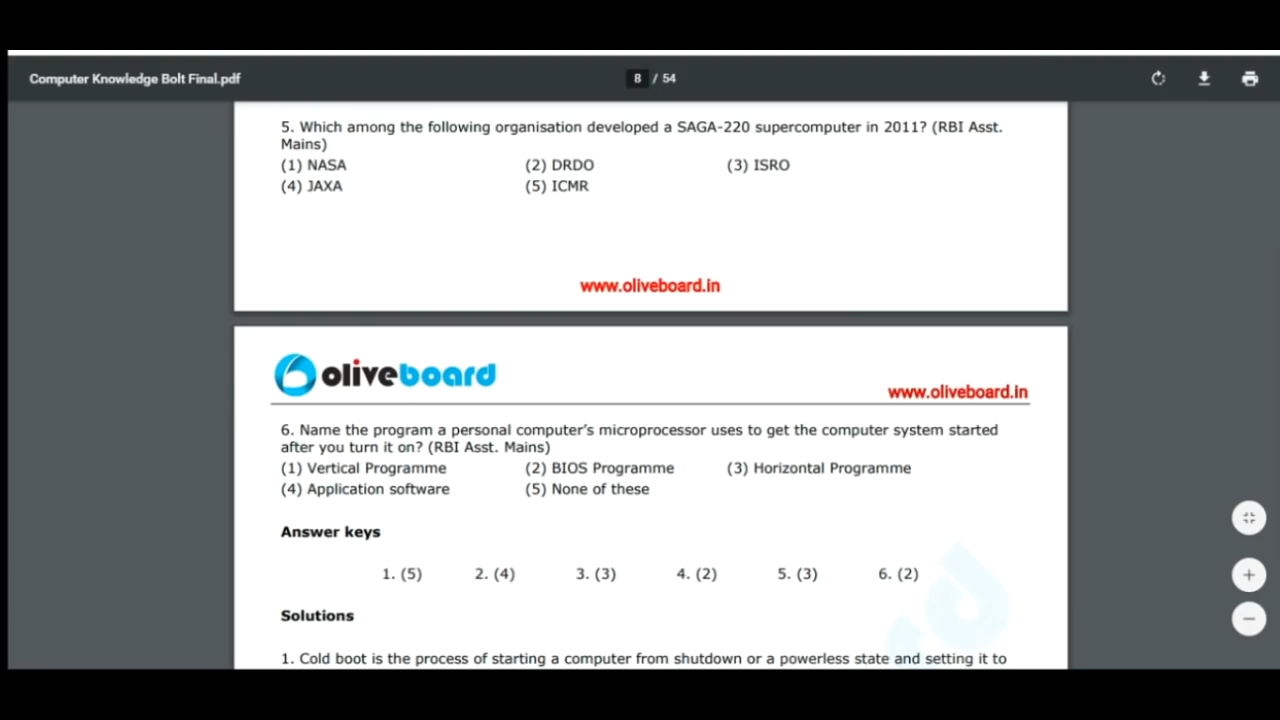 Computer Knowledge Bolt Final.pdf
8 / 54
5. Which among the following organisation developed a SAGA-220 supercomputer in 2011? (RBI Asst.
Mains)
(1) NASA (2) DRDO (3) ISRO
(4) JAXA (5) ICMR
www.oliveboard.in
oliveboard
www.oliveboard.in
6. Name the program a personal computer's microprocessor uses to get the computer system started
after you turn it on? (RBI Asst. Mains)
(1) Vertical Programme (2) BIOS Programme (3) Horizontal Programme
(4) Application software (5) None of these
Answer keys
1. (5) 2. (4) 3. (3) 4. (2) 5. (3) 6. (2)
Solutions
1. Cold boot is the process of starting a computer from shutdown or a powerless state and setting it to